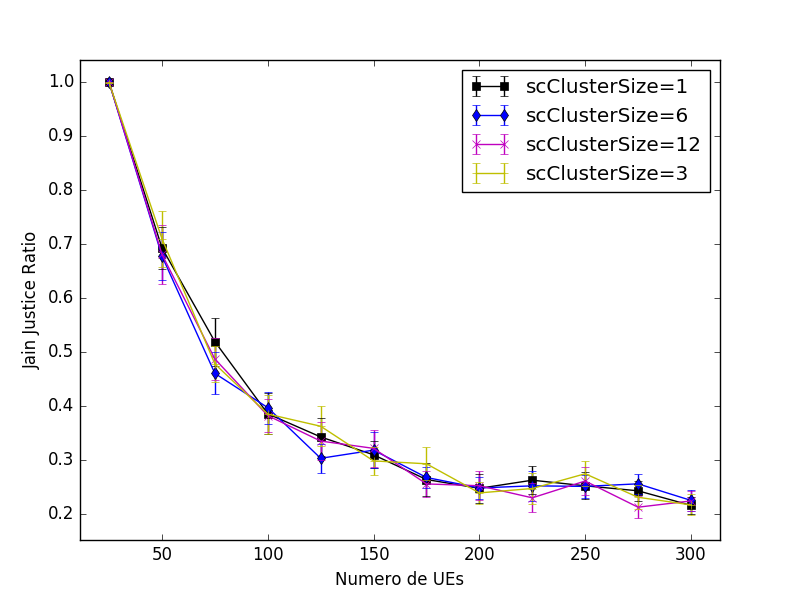 scClusterSize=1
scClusterSize=6
scClusterSize=12
scClusterSize=3
1.0
0.9
0.8
0.7
0.6
0.5
0.4
0.3
0.2
Jain Justice Ratio
50 100 150 200 250 300
Numero de UEs